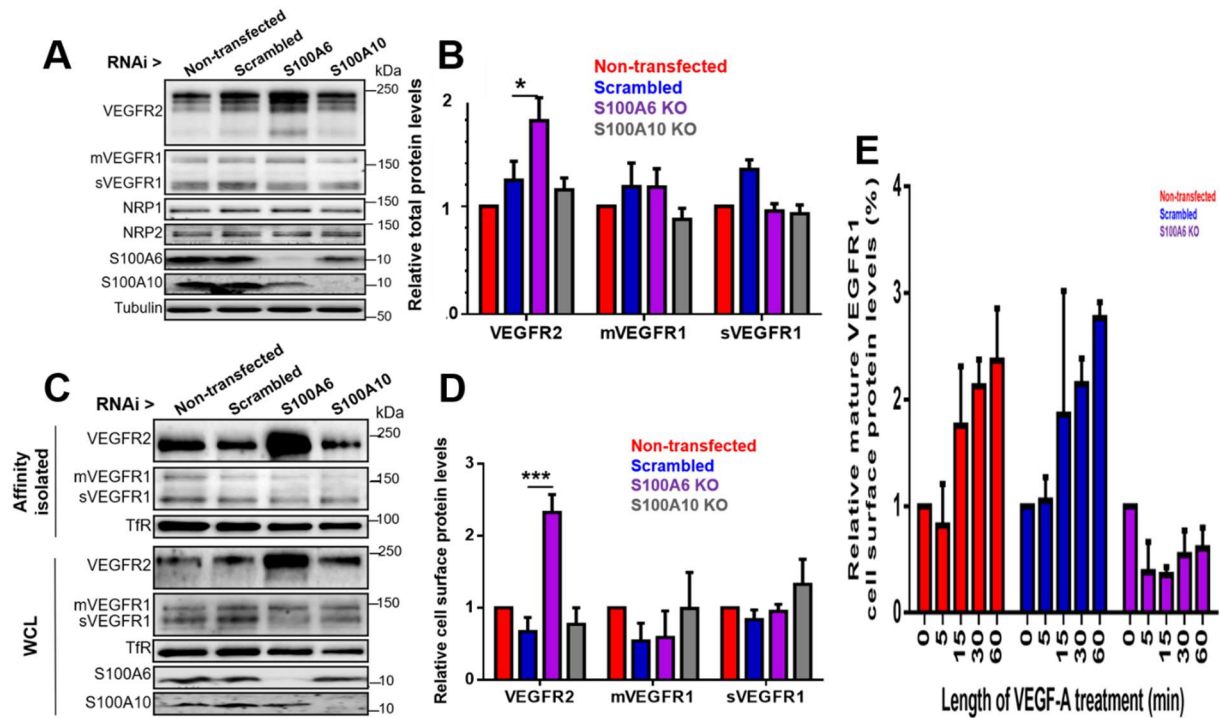 A
RNAi >
Non-transfected
Scrambled
S100A6
S100A10
kDa
VEGFR2
250
mVEGFR1
150
sVEGFR1
NRP1
150
NRP2
150
S100A6
10
S100A10
10
Tubulin
50
B
Non-transfected
Scrambled
S100A6 KO
S100A10 KO
*
Relative total protein levels
2
1
.0
VEGFR2
mVEGFR1
sVEGFR1
C
RNAi >
Non-transfected
Scrambled
S100A6
S100A10
kDa
Affinity
isolated
VEGFR2
250
mVEGFR1
150
sVEGFR1
TfR
100
WCL
VEGFR2
250
mVEGFR1
150
sVEGFR1
TfR
S100A6
10
S100A10
D
Non-transfected
Scrambled
S100A6 KO
S100A10 KO
***
Relative cell surface protein levels
3
2
1
0
VEGFR2
mVEGFR1
sVEGFR1
E
Non-transfected
Scrambled
S100A6 KO
Relative mature VEGFR1
cell surface protein levels (%)
4
3
2
1
0
0 5 15 30 60 0 5 15 30 60 0 5 15 30 60
Length of VEGF-A treatment (min)